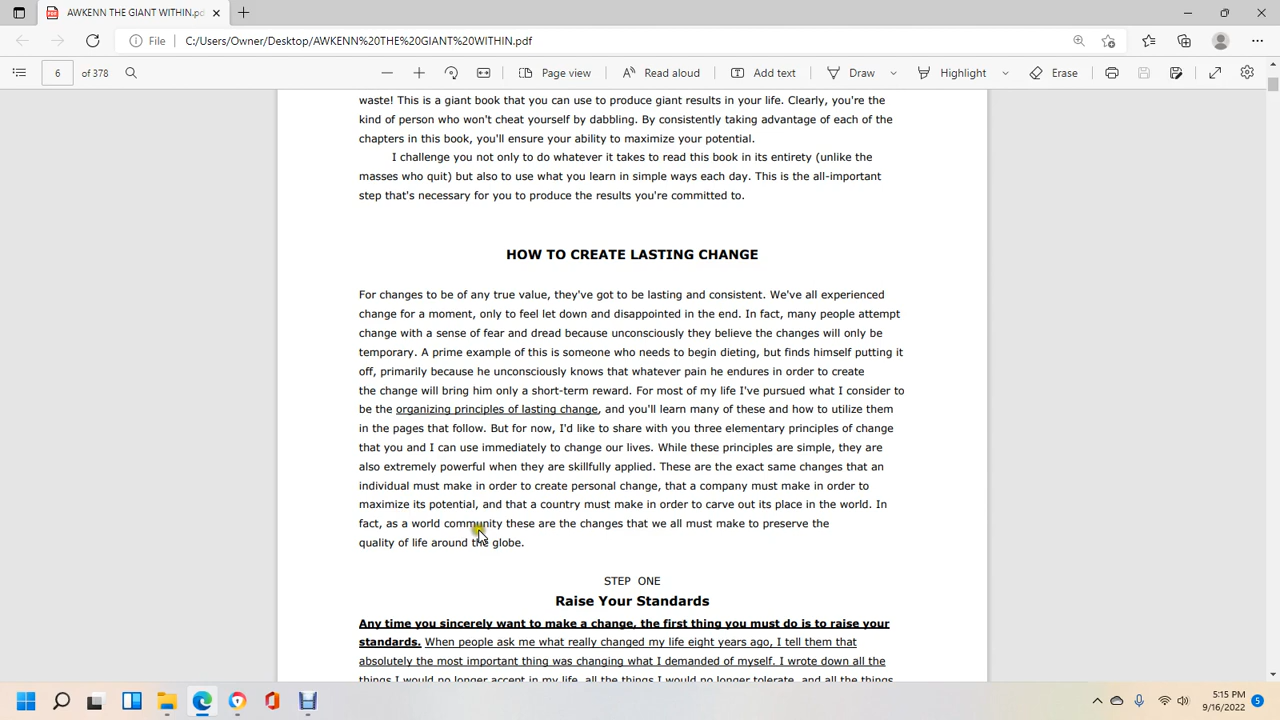 AWKENN THE GIANT WITHIN.pd
File C:/Users/Owner/Desktop/AWKENN%20THE%20GIANT%20WITHIN.pdf
6 of 378 Page view Read aloud Add text Draw Highlight Erase
waste! This is a giant book that you can use to produce giant results in your life. Clearly, you're the
kind of person who won't cheat yourself by dabbling. By consistently taking advantage of each of the
chapters in this book, you'll ensure your ability to maximize your potential.
I challenge you not only to do whatever it takes to read this book in its entirety (unlike the
masses who quit) but also to use what you learn in simple ways each day. This is the all-important
step that's necessary for you to produce the results you're committed to.
HOW TO CREATE LASTING CHANGE
For changes to be of any true value, they've got to be lasting and consistent. We've all experienced
change for a moment, only to feel let down and disappointed in the end. In fact, many people attempt
change with a sense of fear and dread because unconsciously they believe the changes will only be
temporary. A prime example of this is someone who needs to begin dieting, but finds himself putting it
off, primarily because he unconsciously knows that whatever pain he endures in order to create
the change will bring him only a short-term reward. For most of my life I've pursued what I consider to
be the organizing principles of lasting change, and you'll learn many of these and how to utilize them
in the pages that follow. But for now, I'd like to share with you three elementary principles of change
that you and I can use immediately to change our lives. While these principles are simple, they are
also extremely powerful when they are skillfully applied. These are the exact same changes that an
individual must make in order to create personal change, that a company must make in order to
maximize its potential, and that a country must make in order to carve out its place in the world. In
fact, as a world community these are the changes that we all must make to preserve the
quality of life around the globe.
STEP ONE
Raise Your Standards
Any time you sincerely want to make a change, the first thing you must do is to raise your
standards. When people ask me what really changed my life eight years ago, I tell them that
absolutely the most important thing was changing what I demanded of myself. I wrote down all the
things I would no longer accept in my life, all the things I would no longer tolerate, and all the things
5:15 PM
9/16/2022
5